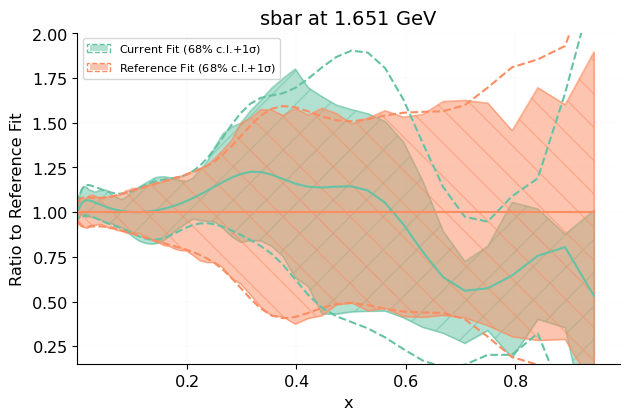 sbar at 1.651 GeV
Current Fit (68% c.l.+1σ)
Reference Fit (68% c.l.+1σ)
Ratio to Reference Fit
2.00
1.75
1.50
1.25
1.00
0.75
0.50
0.25
0.2
0.4
0.6
0.8
x